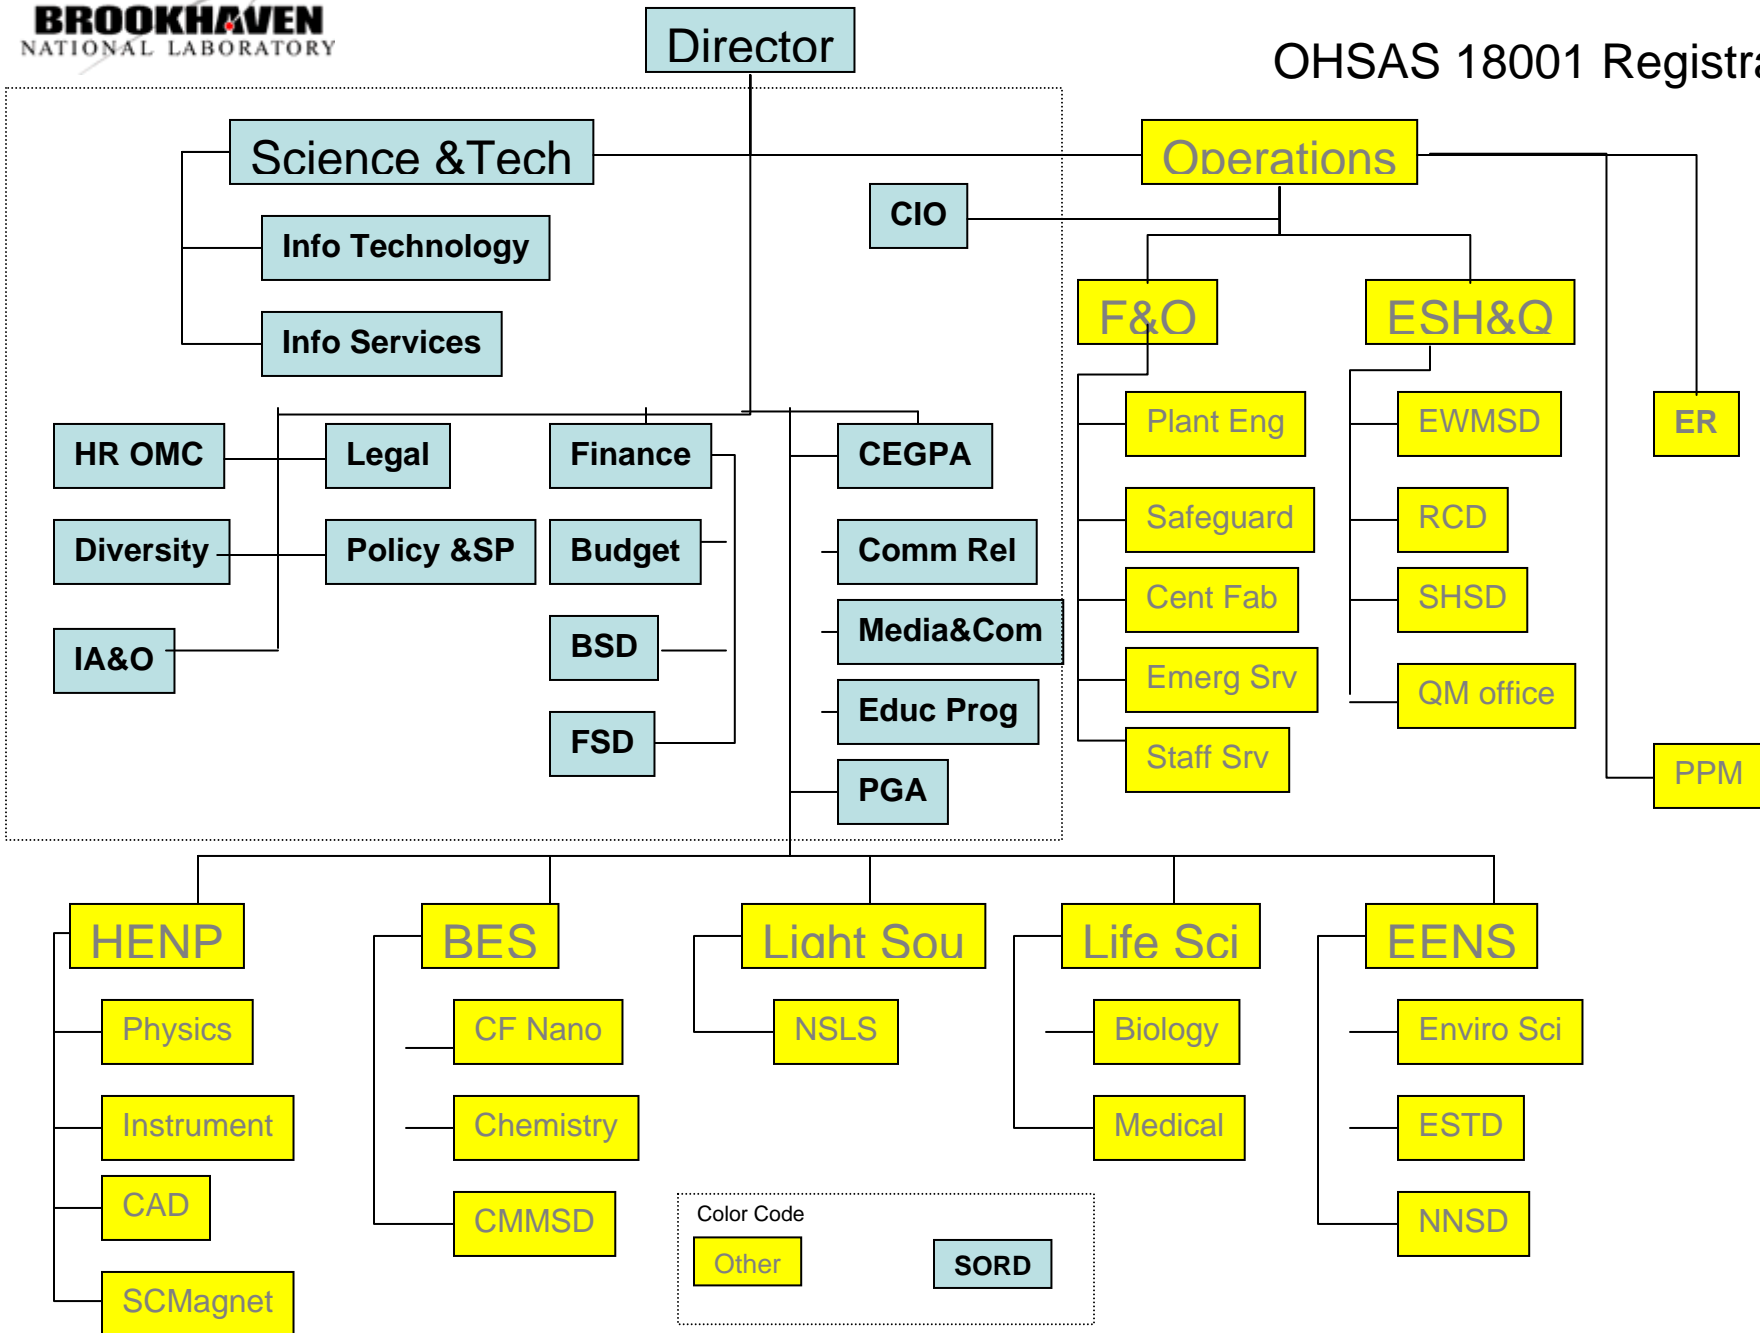 BROOKHAVEN
NATIONAL LABORATORY
Director
OHSAS 18001
Science &Tech
Operations
CIO
Info Technology
Info Services
F&O
ESH&Q
HR OMC
Legal
Finance
CEGPA
Plant Eng
EWMSD
ER
Diversity
Policy &SP
Budget
Comm Rel
Safeguard
RCD
Cent Fab
SHSD
IA&O
BSD
Media&Com
Emerg Srv
QM office
FSD
Educ Prog
Staff Srv
PPM
PGA
HENP
BES
Light Sou
Life Sci
EENS
Physics
CF Nano
NSLS
Biology
Enviro Sci
Instrument
Chemistry
Medical
ESTD
CAD
CMMSD
NNSD
SCMagnet
Color Code
Other
SORD